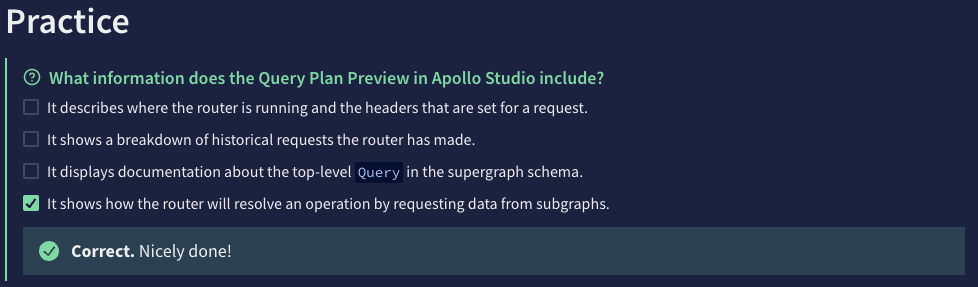 Practice
What information does the Query Plan Preview in Apollo Studio include?
It describes where the router is running and the headers that are set for a request.
It shows a breakdown of historical requests the router has made.
It displays documentation about the top-level Query in the supergraph schema.
It shows how the router will resolve an operation by requesting data from subgraphs.
Correct. Nicely done!